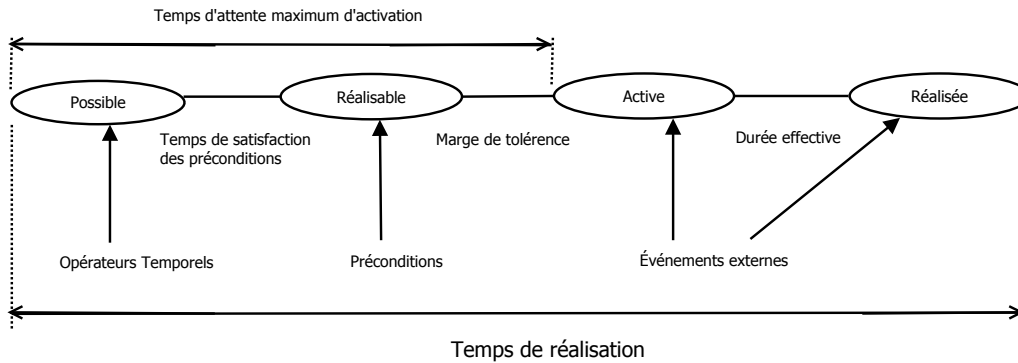 Temps d'attente maximum d'activation
Possible
Réalisable
Active
Réalisée
Temps de satisfaction
des préconditions
Marge de tolérence
Durée effective
Opérateurs Temporels
Préconditions
Événements externes
Temps de réalisation